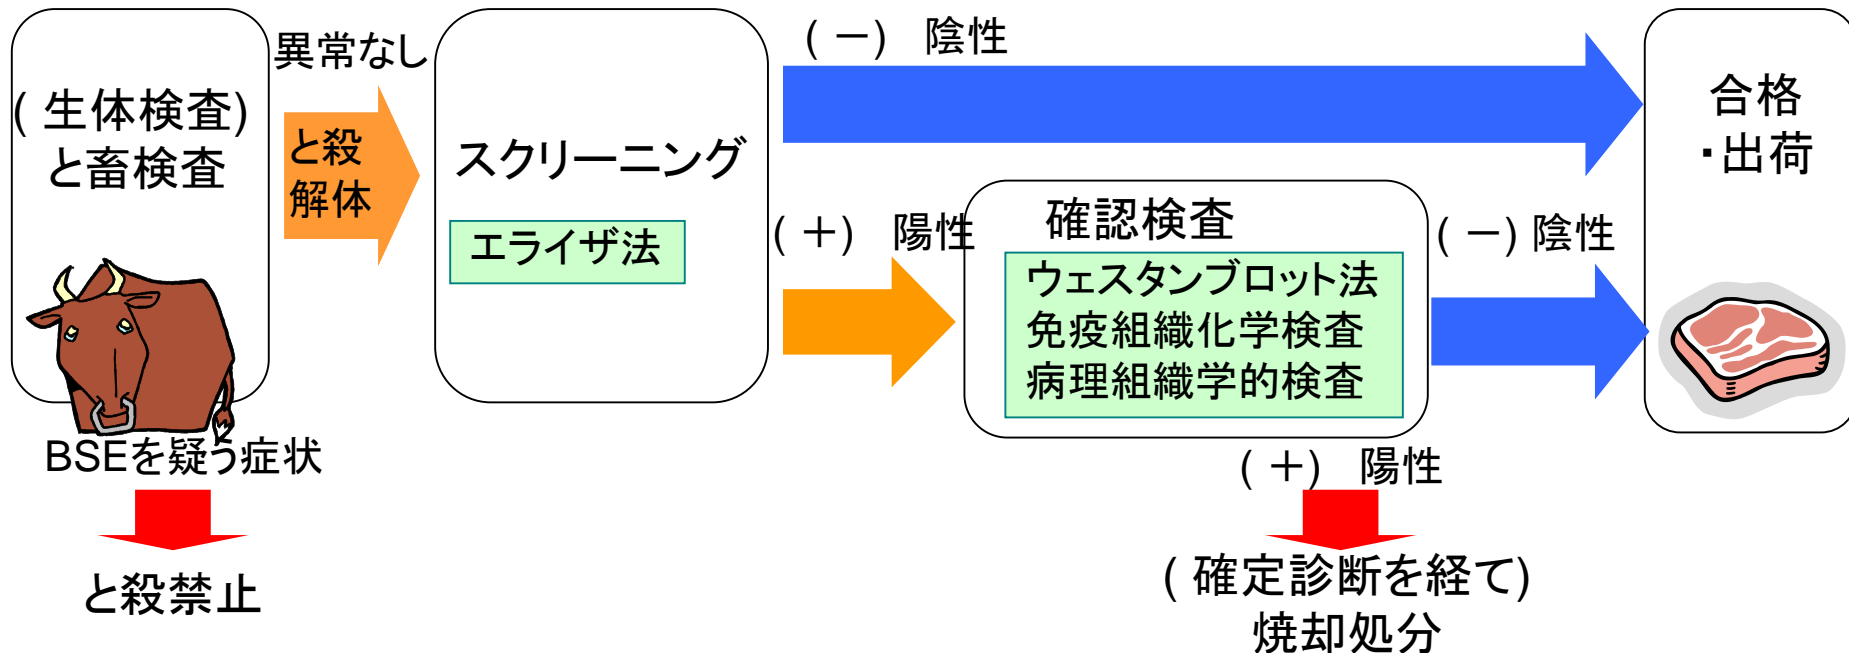 ( 生体検査)
と畜検査
異常なし
と殺
解体
スクリーニング
エライザ法
( －) 陰性
( ＋) 陽性
確認検査
ウェスタンブロット法
免疫組織化学検査
病理組織学的検査
( －) 陰性
合格
・出荷
BSEを疑う症状
と殺禁止
( ＋) 陽性
( 確定診断を経て)
焼却処分